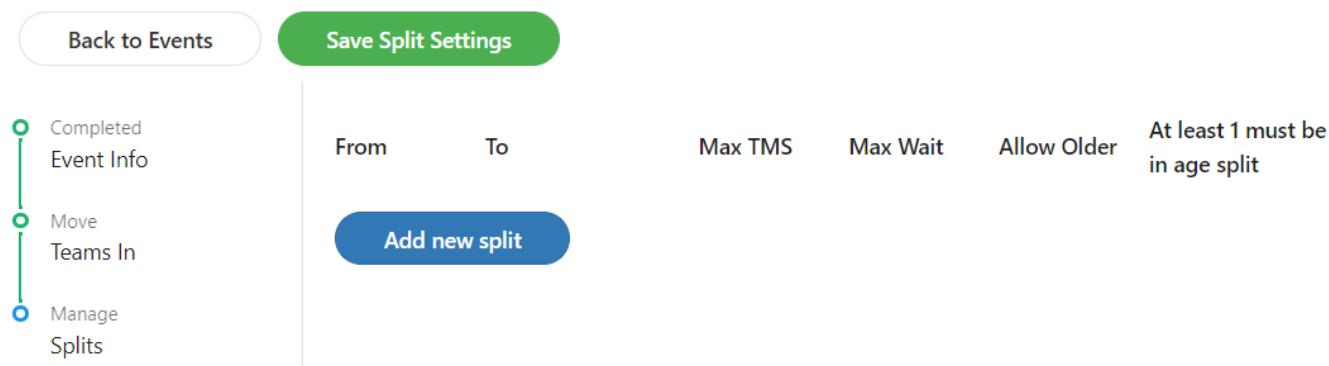 Back to Events
Save Split Settings
Completed
Event Info
Move
Teams In
Manage
Splits
From
To
Max TMS
Max Wait
Allow Older
At least 1 must be
in age split
Add new split